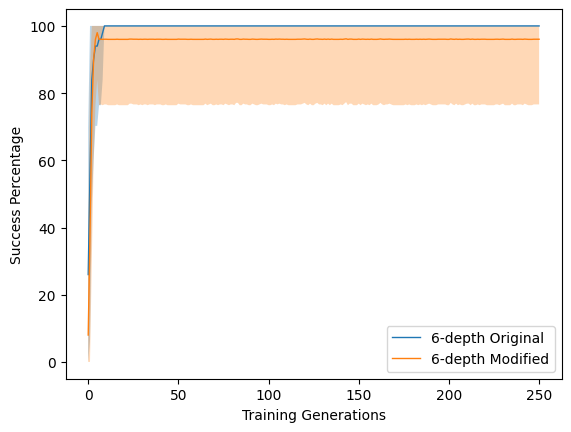 100
80
60
40
20
0
Success Percentage
6-depth Original
6-depth Modified
0 50 100 150 200 250
Training Generations